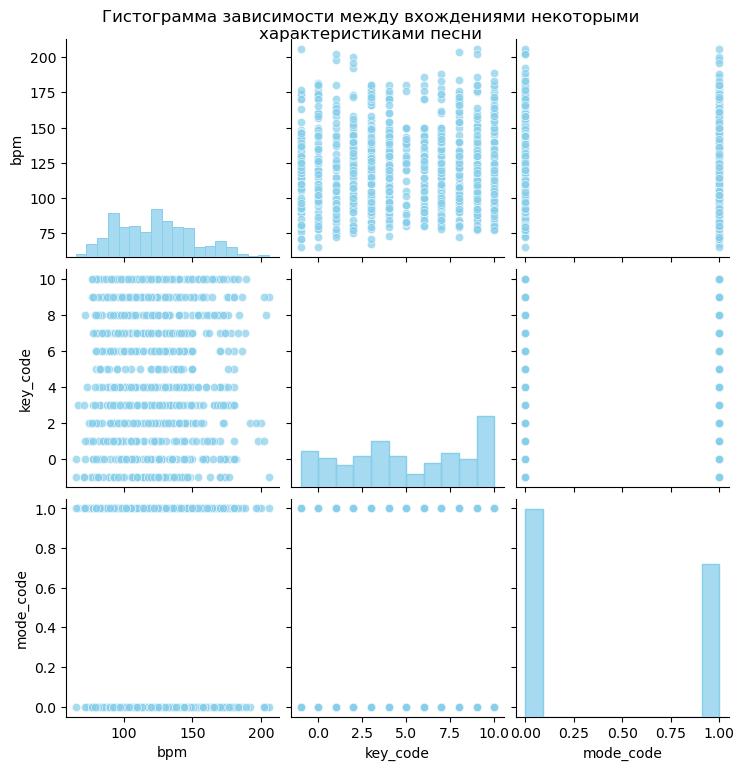 Гистограмма зависимости между вхождениями некоторыми
характеристиками песни
200
175
150
125
100
75
bpm
10
8
6
4
2
0
key_code
1.0
0.8
0.6
0.4
0.2
0.0
mode_code
100 150 200
bpm
0.0 2.5 5.0 7.5 10.0
key_code
0.00 0.25 0.50 0.75 1.00
mode_code